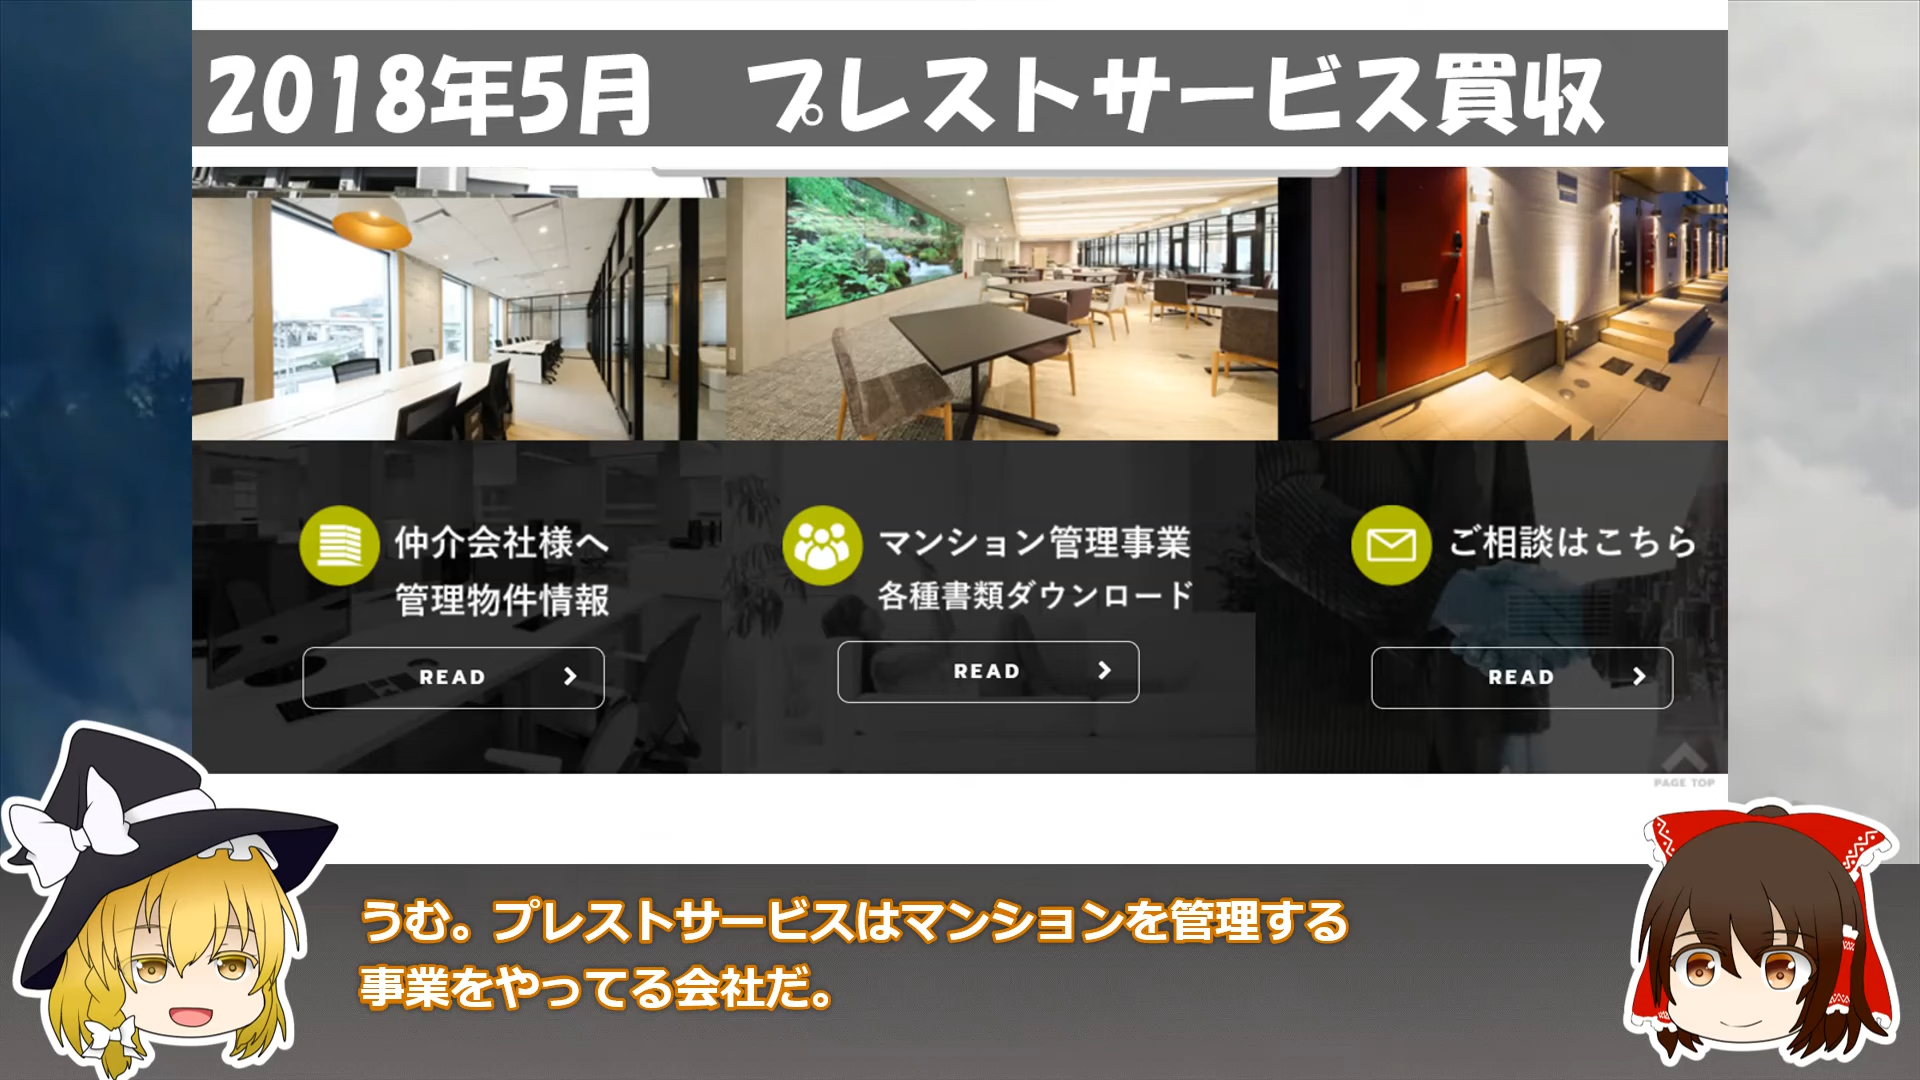 2018年5月　プレストサービス買収
仲介会社様へ
管理物件情報
READ
マンション管理事業
各種書類ダウンロード
READ
ご相談はこちら
READ
PAGE TOP
うむ。プレストサービスはマンションを管理する
事業をやってる会社だ。